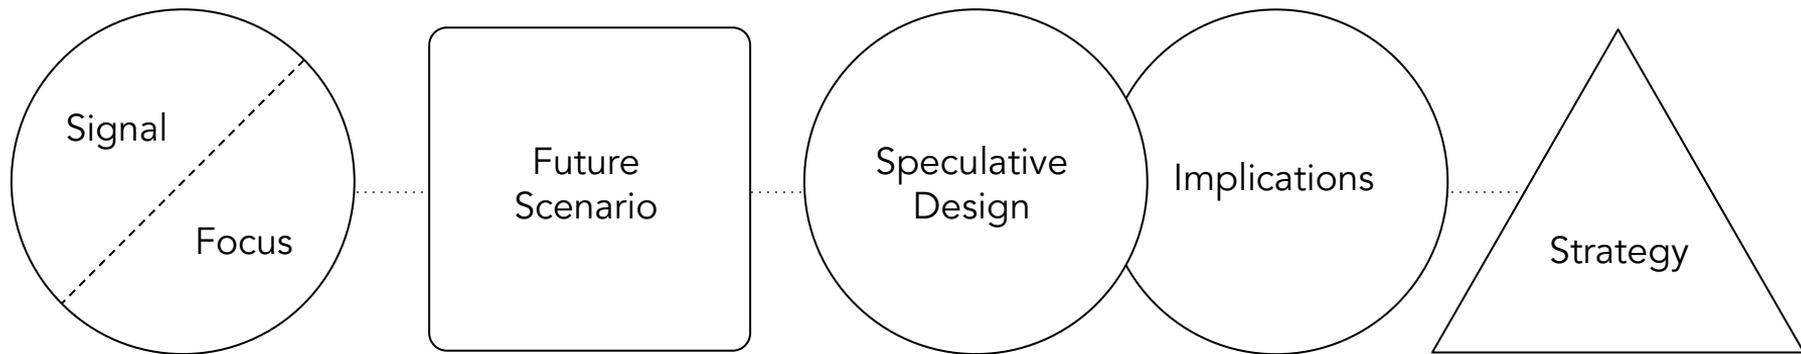 Signal
Focus
Future
Scenario
Speculative
Design
Implications
Strategy